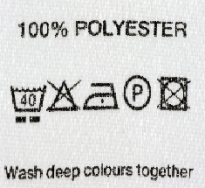 100% POLYESTER
40 P
Wash deep colours together